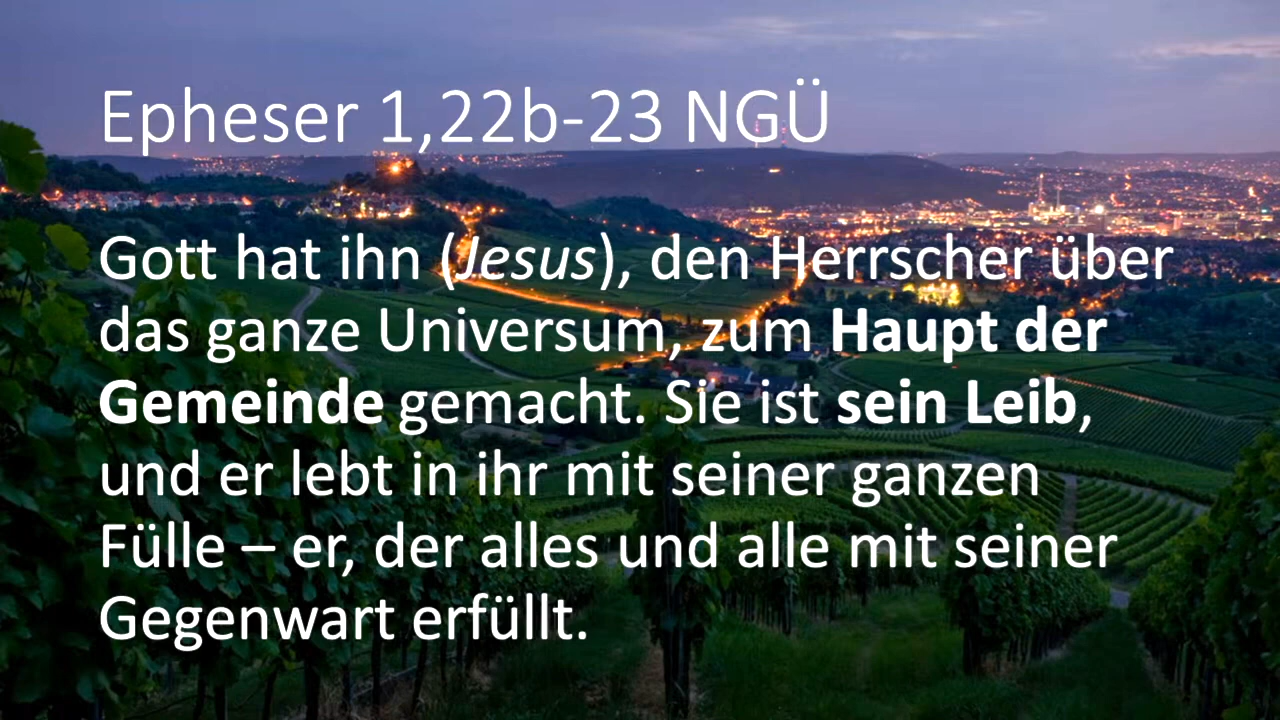 Epheser 1,22b-23 NGÜ
Gott hat ihn (Jesus), den Herrscher über
das ganze Universum, zum Haupt der
Gemeinde gemacht. Sie ist sein Leib,
und er lebt in ihr mit seiner ganzen
Fülle – er, der alles und alle mit seiner
Gegenwart erfüllt.